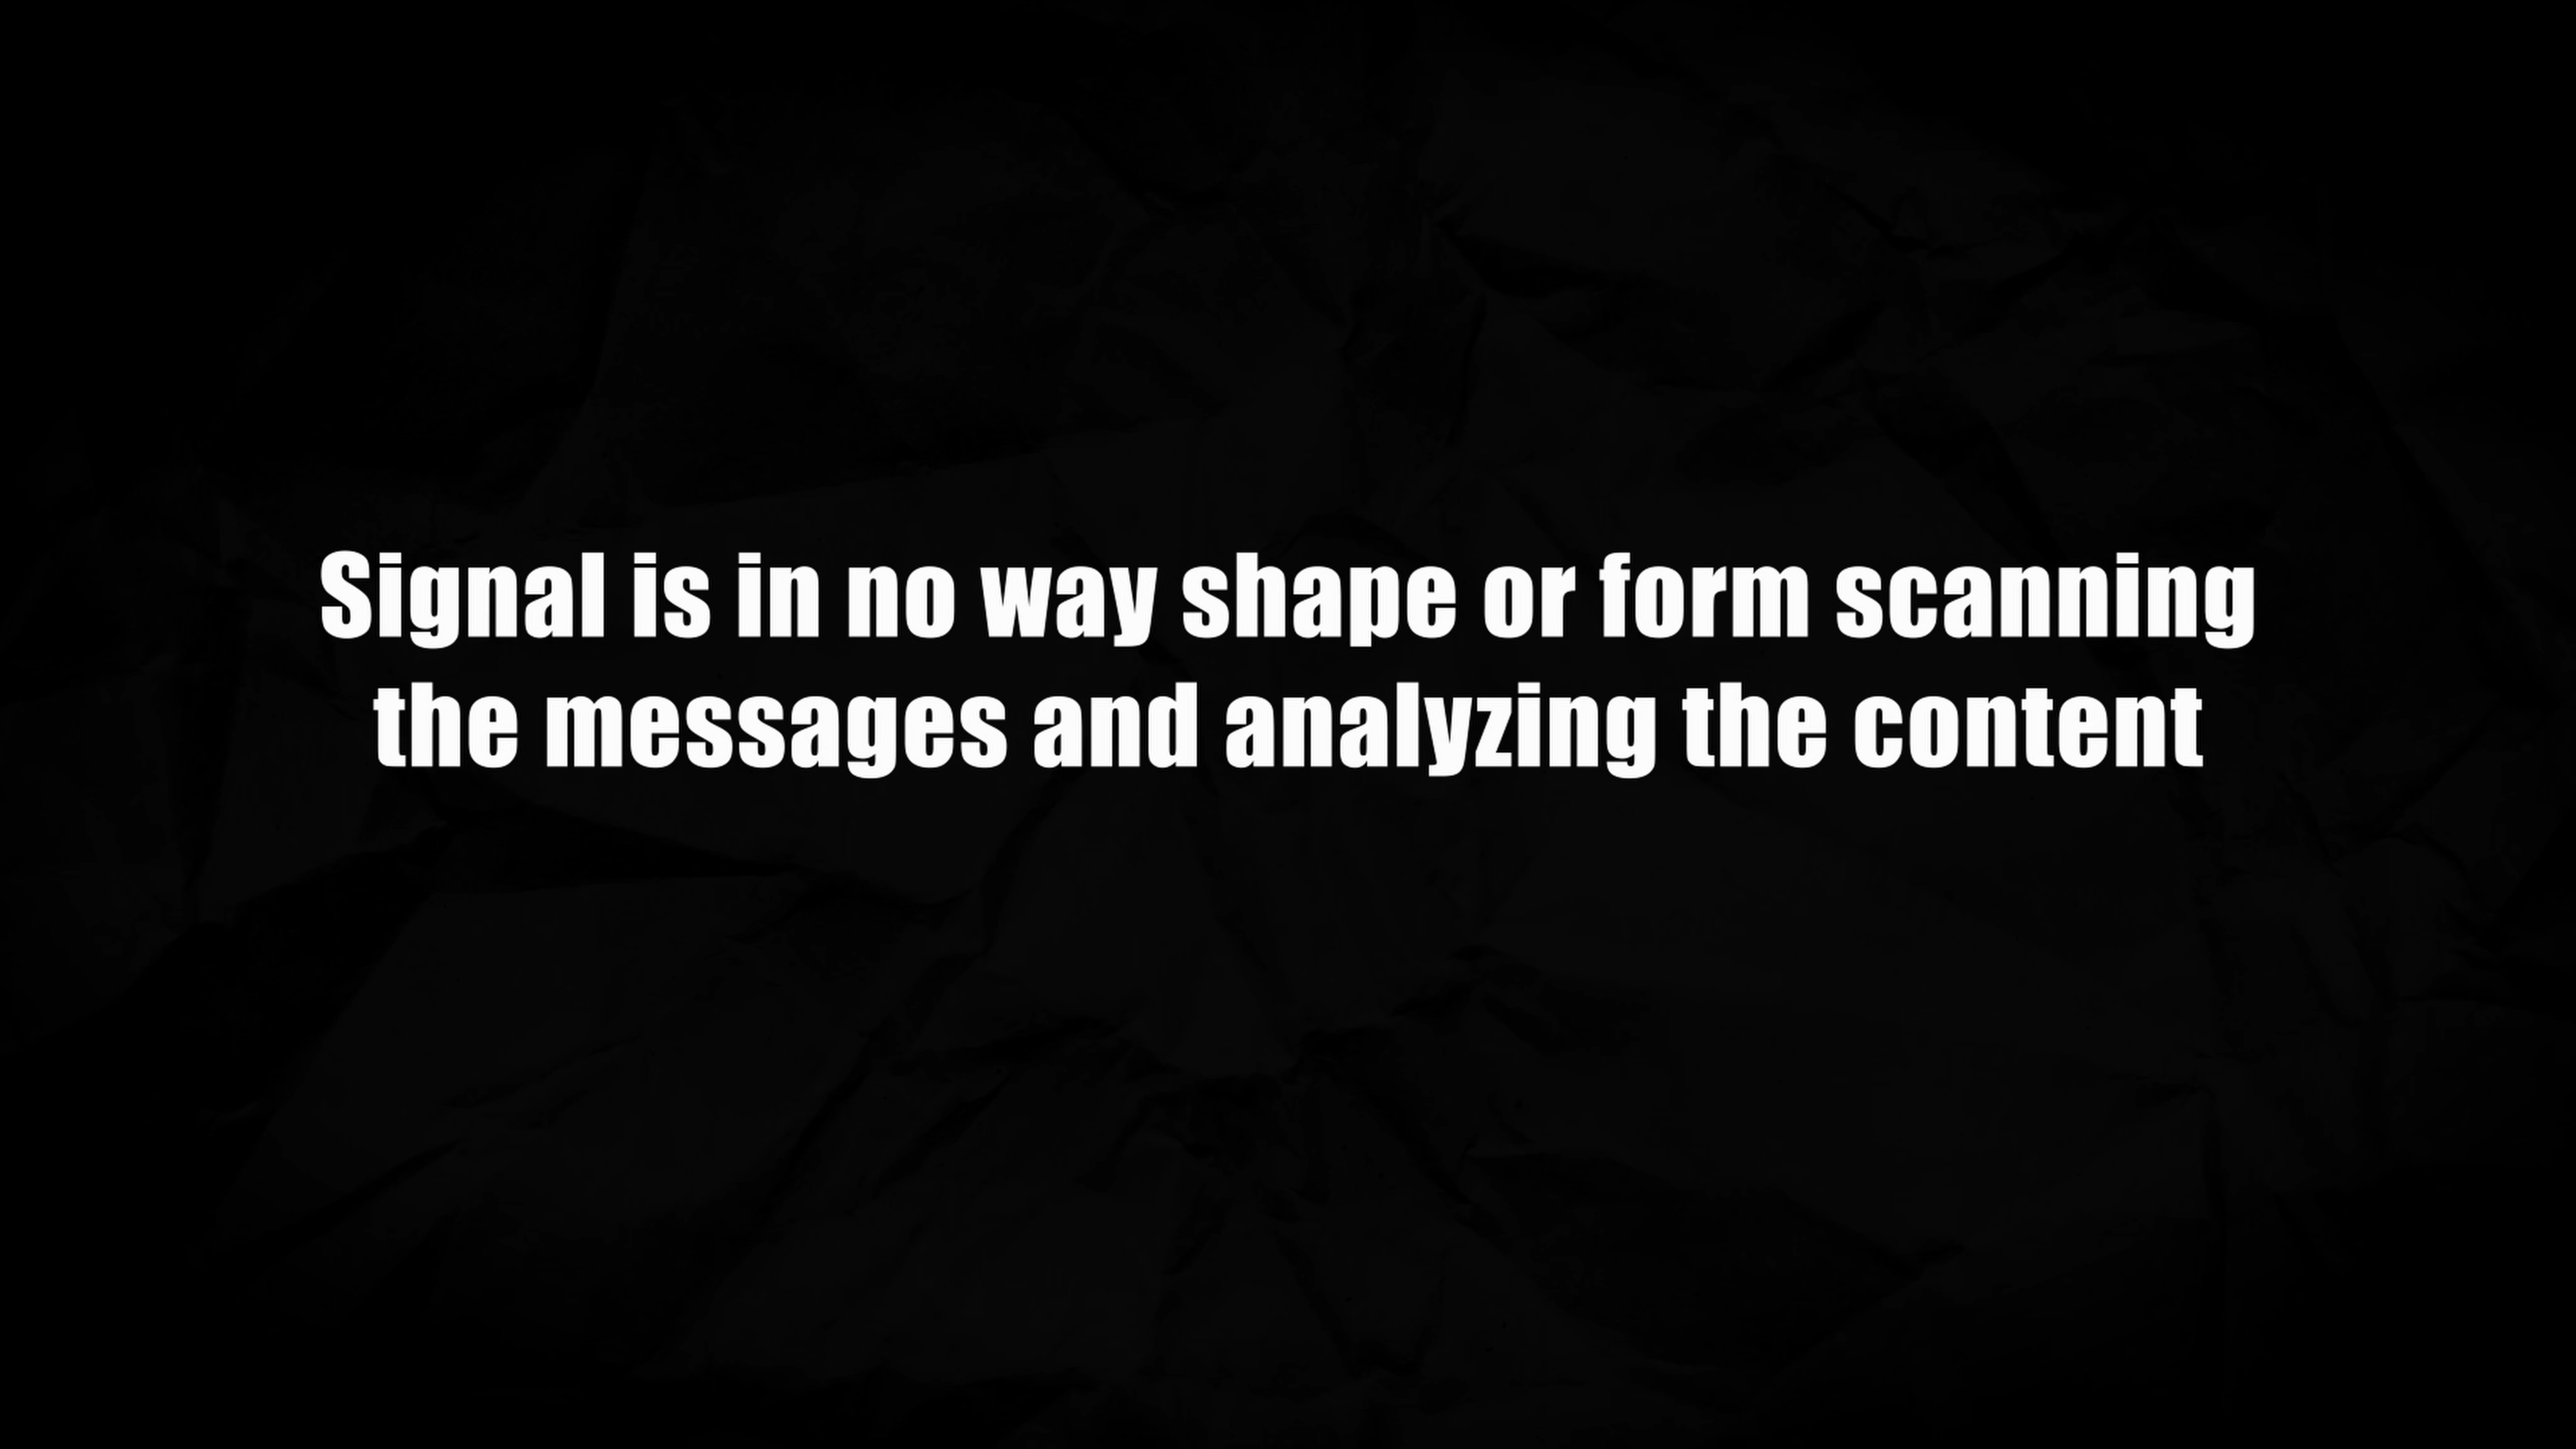 Signal is in no way shape or form scanning
the messages and analyzing the content